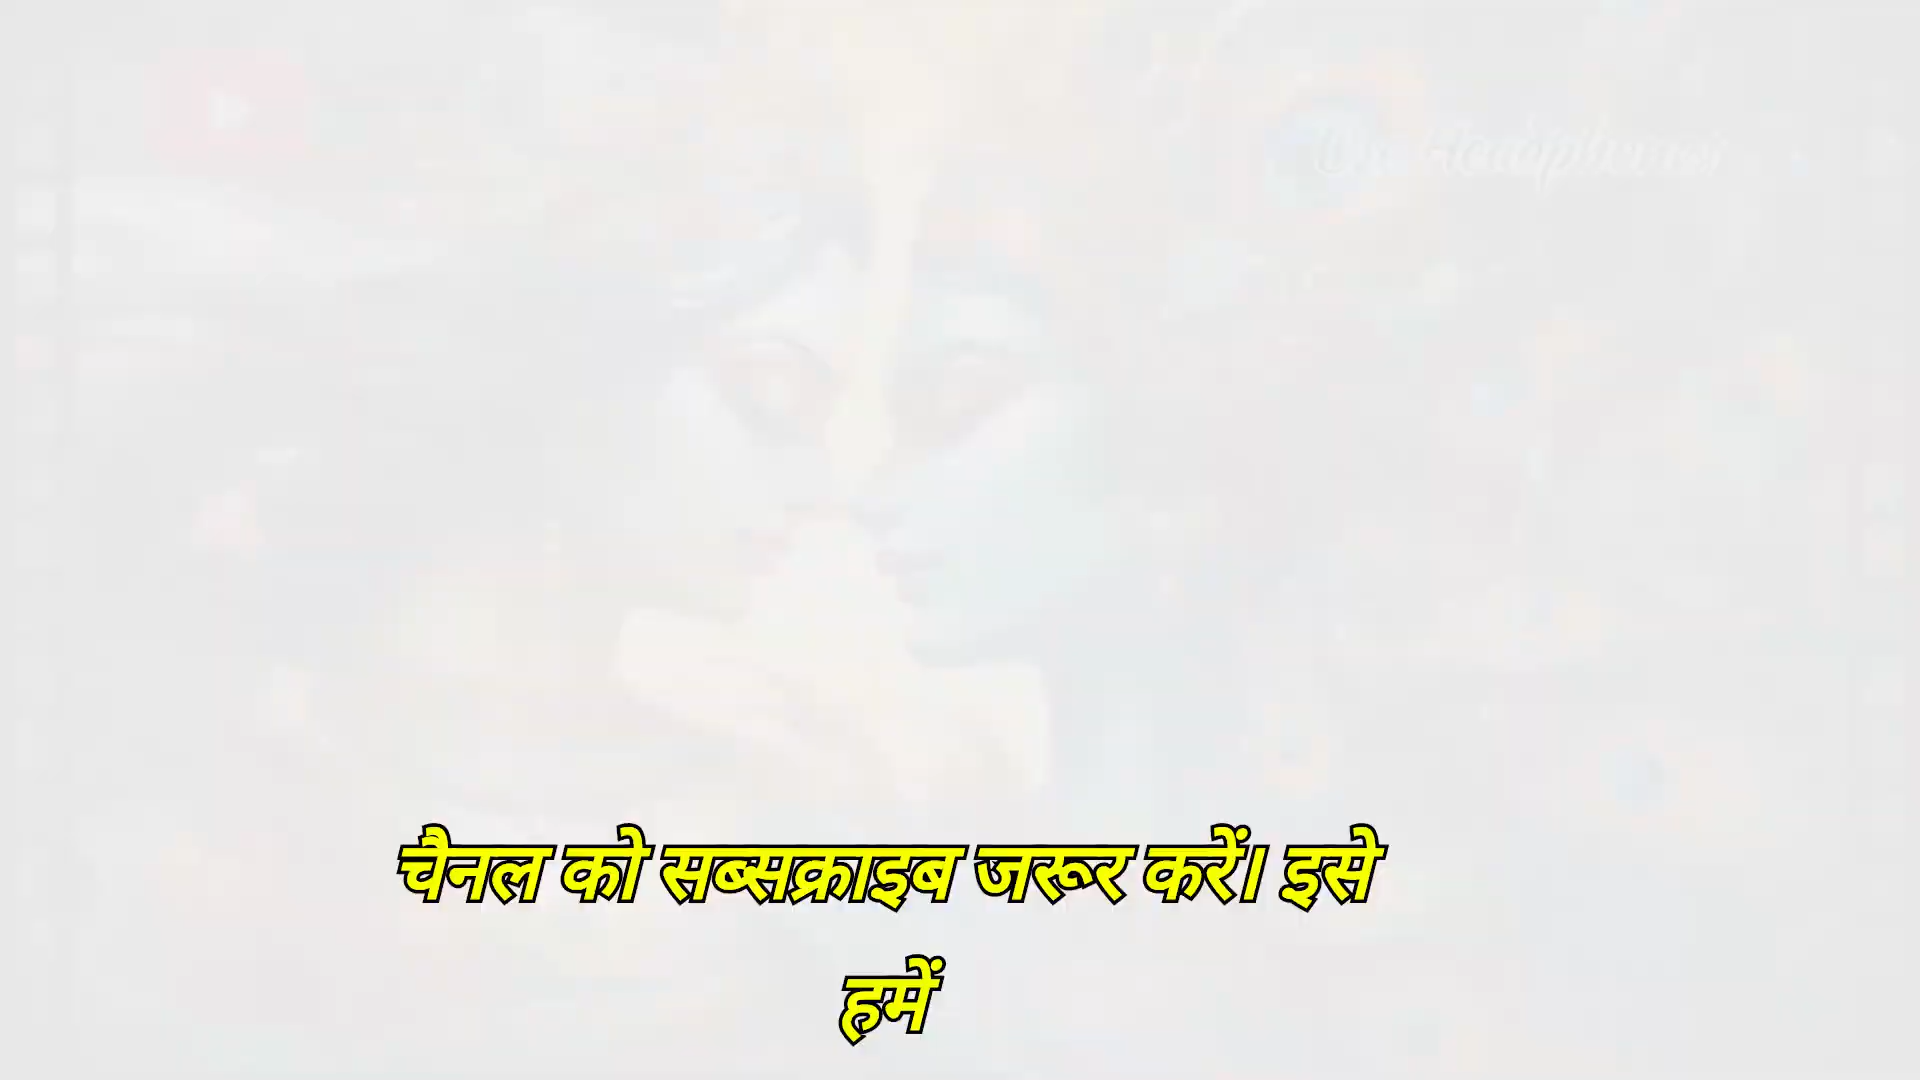 चैनल को सब्सक्राइब जरूर करें। इसे
हमें